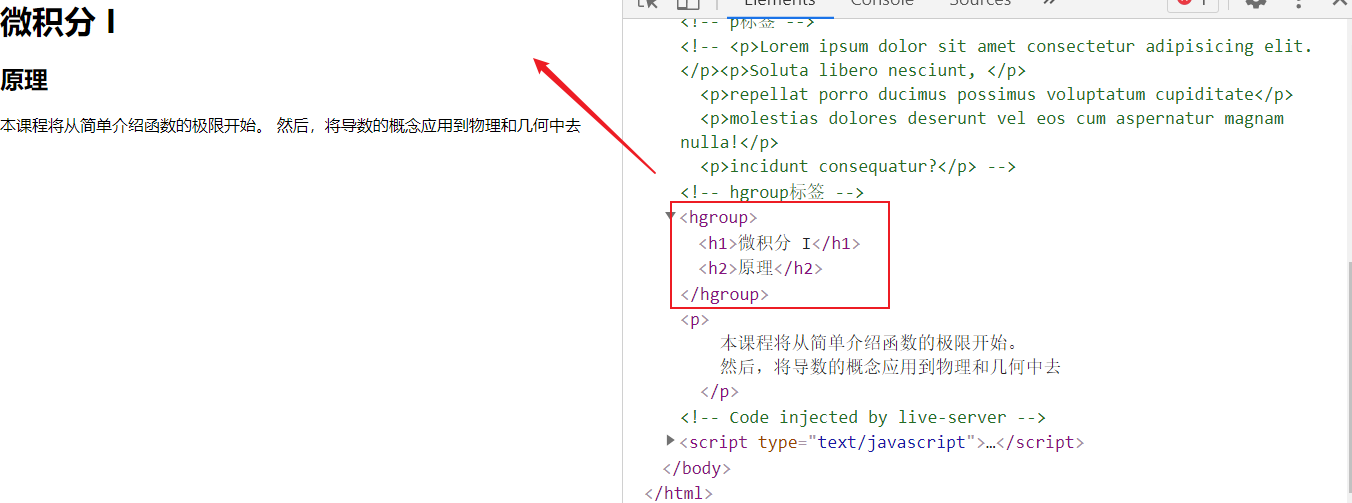 微积分 I
原理
本课程将从简单介绍函数的极限开始。 然后，将导数的概念应用到物理和几何中去
Elements
Console
Sources
»
1
<!-- p标签 -->
<!-- <p>Lorem ipsum dolor sit amet consectetur adipisicing elit.
</p><p>Soluta libero nesciunt, </p>
<p>repellat porro ducimus possimus voluptatum cupiditate</p>
<p>molestias dolores deserunt vel eos cum aspernatur magnam
nulla!</p>
<p>incidunt consequatur?</p> -->
<!-- hgroup标签 -->
<hgroup>
<h1>微积分 I</h1>
<h2>原理</h2>
</hgroup>
<p>
本课程将从简单介绍函数的极限开始。
然后，将导数的概念应用到物理和几何中去
</p>
<!-- Code injected by live-server -->
<script type="text/javascript">…</script>
</body>
</html>